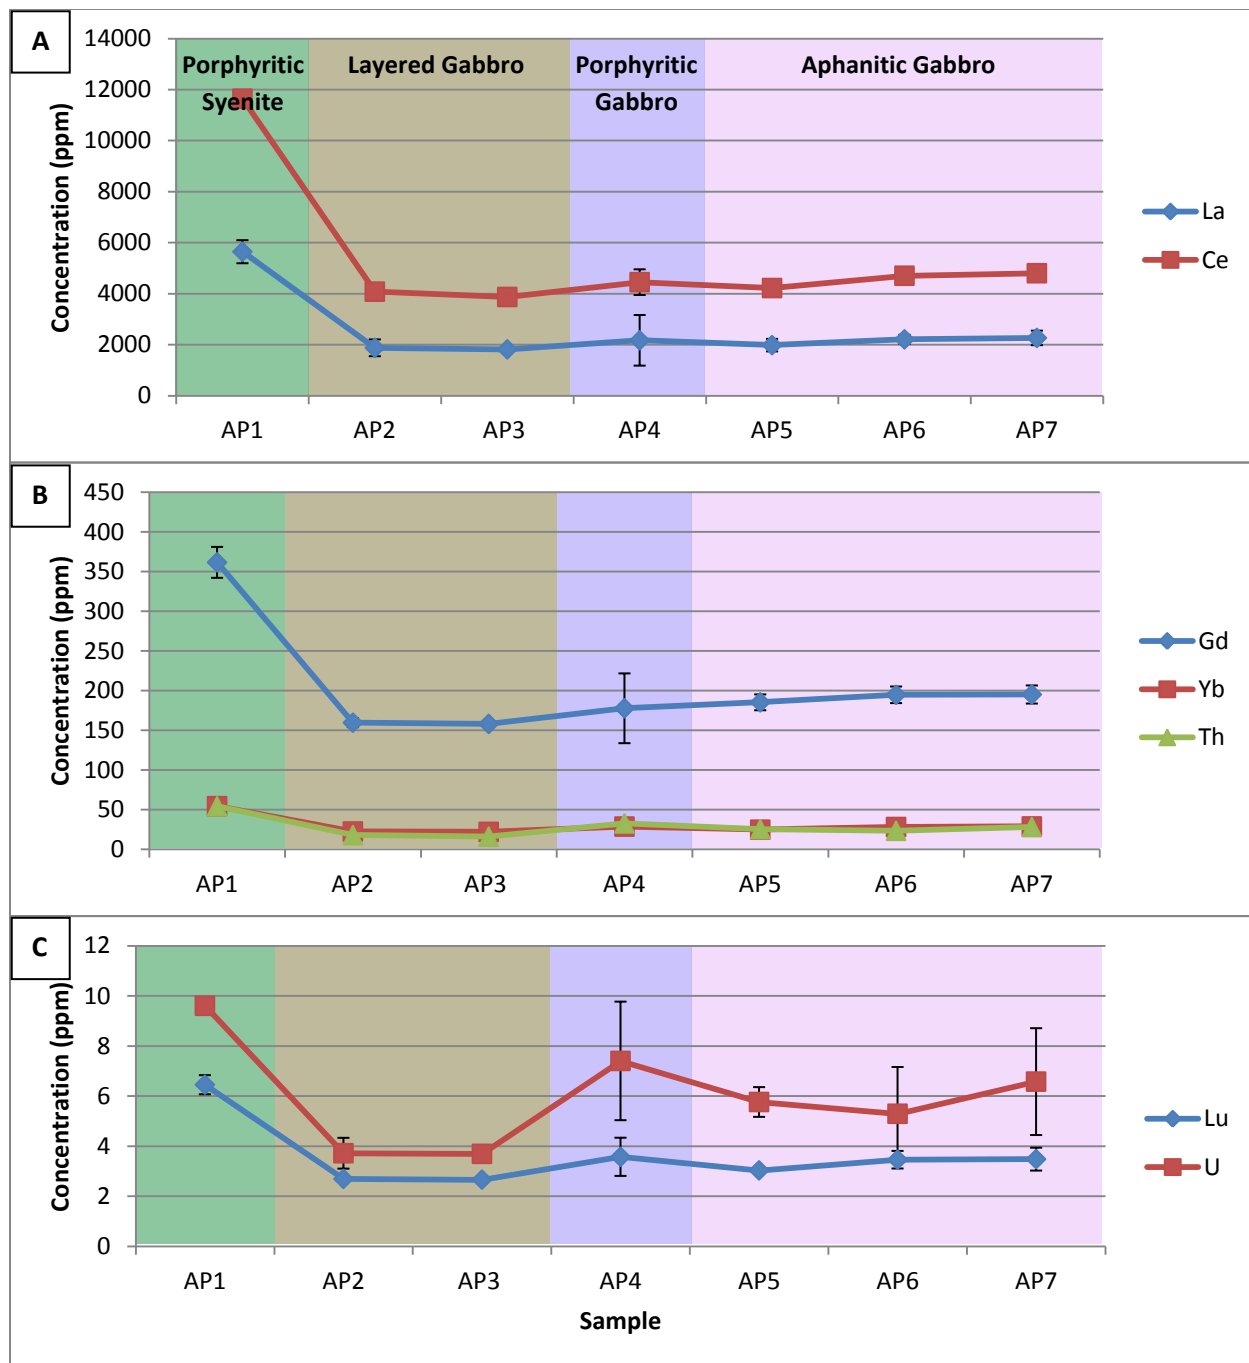 A
14000
12000
10000
8000
6000
4000
2000
0
Concentration (ppm)
Porphyritic
Syenite
Layered Gabbro
Porphyritic
Gabbro
Aphanitic Gabbro
La
Ce
AP1 AP2 AP3 AP4 AP5 AP6 AP7
B
450
400
350
300
250
200
150
100
50
0
Concentration (ppm)
Gd
Yb
Th
AP1 AP2 AP3 AP4 AP5 AP6 AP7
C
12
10
8
6
4
2
0
Concentration (ppm)
Lu
U
AP1 AP2 AP3 AP4 AP5 AP6 AP7
Sample